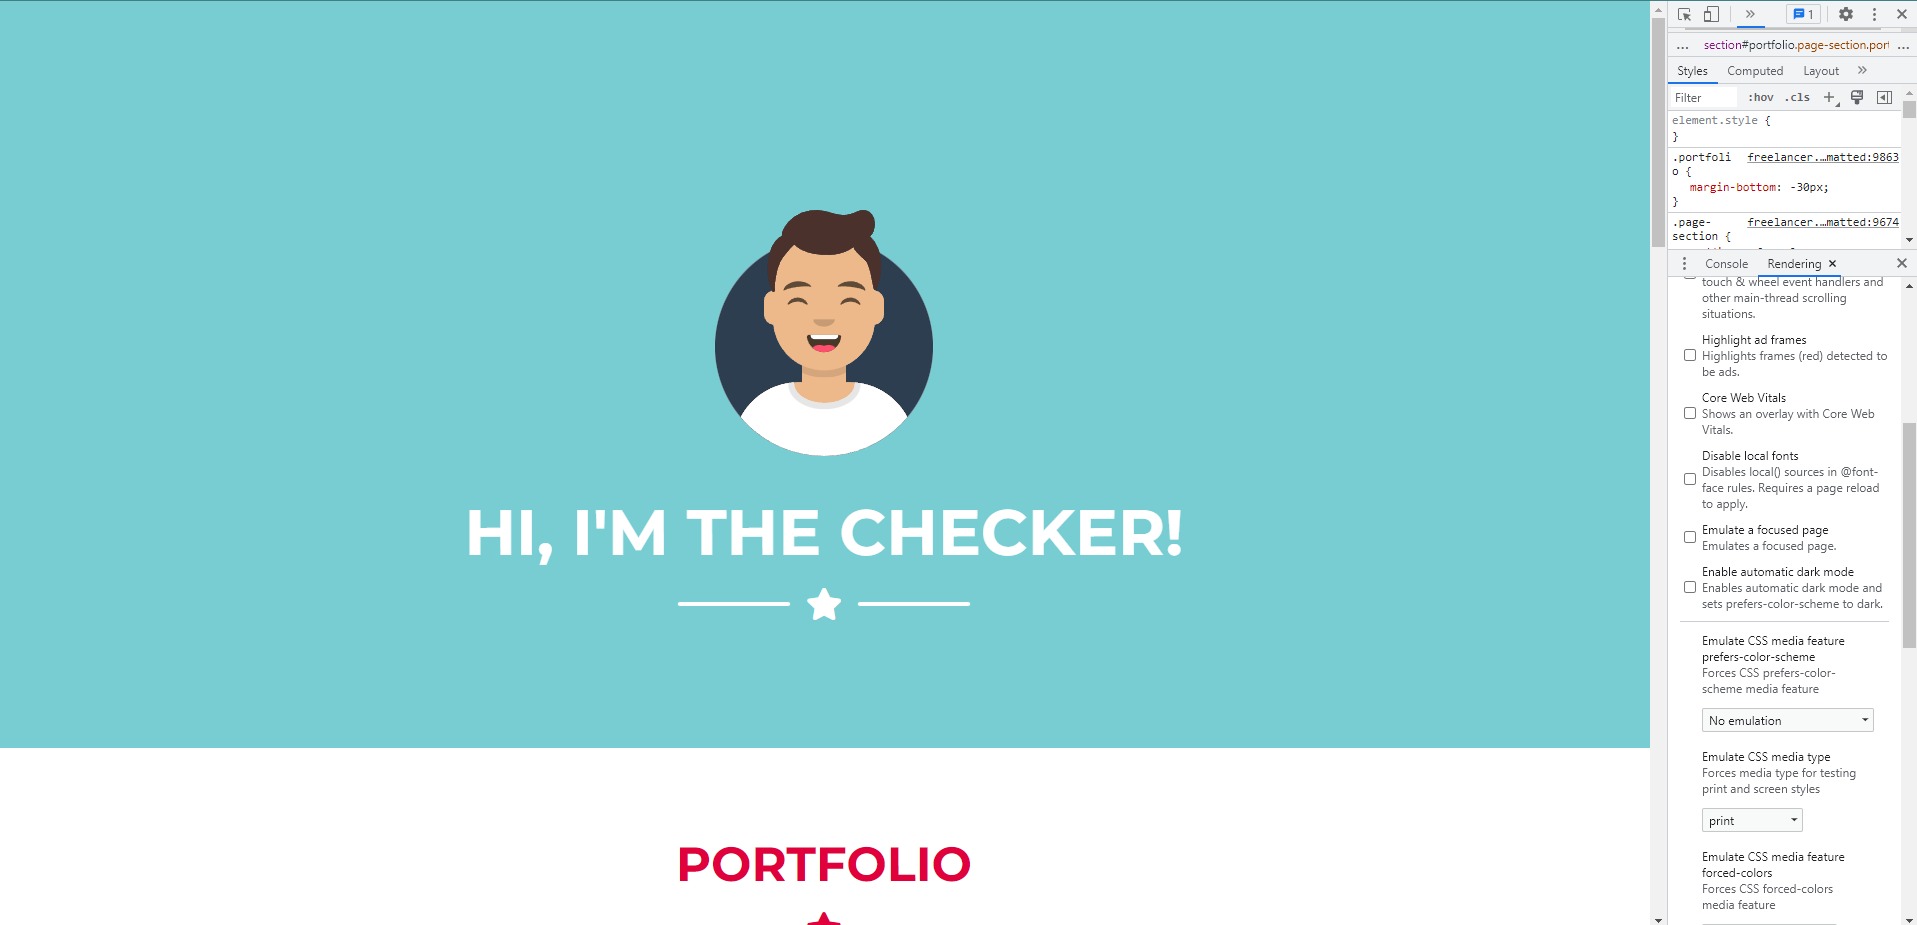 HI, I'M THE CHECKER!
PORTFOLIO
1
...
section#portfolio.page-section.port
...
Styles
Computed
Layout
Filter
:hov
.cls
element.style {
}
.portfoli
o {
freelancer.…matted:9863
margin-bottom: -30px;
}
.page-
section {
freelancer.…matted:9674
Console
Rendering
touch & wheel event handlers and
other main-thread scrolling
situations.
Highlight ad frames
Highlights frames (red) detected to
be ads.
Core Web Vitals
Shows an overlay with Core Web
Vitals.
Disable local fonts
Disables local() sources in @font-
face rules. Requires a page reload
to apply.
Emulate a focused page
Emulates a focused page.
Enable automatic dark mode
Enables automatic dark mode and
sets prefers-color-scheme to dark.
Emulate CSS media feature
prefers-color-scheme
Forces CSS prefers-color-
scheme media feature
No emulation
Emulate CSS media type
Forces media type for testing
print and screen styles
print
Emulate CSS media feature
forced-colors
Forces CSS forced-colors
media feature